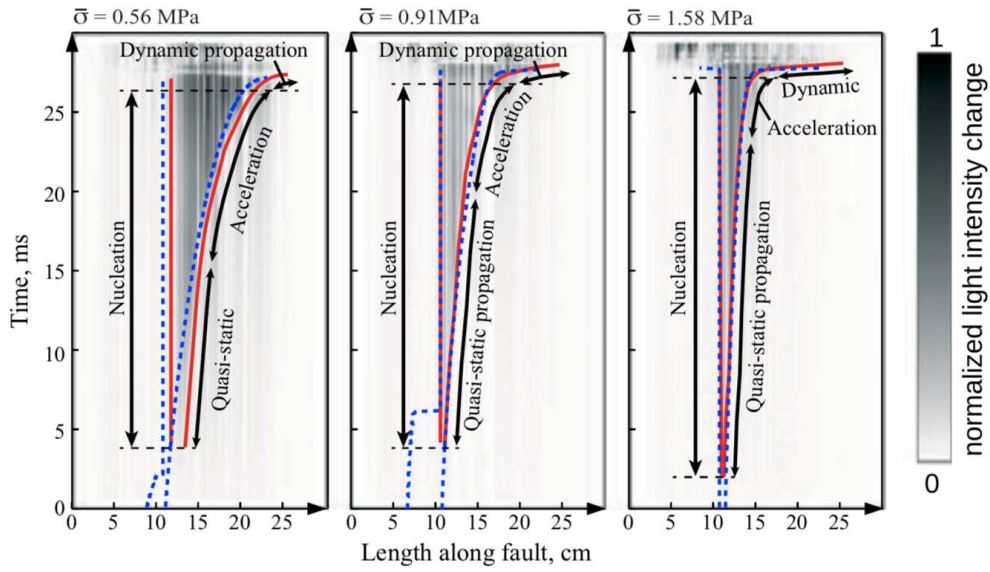 σ̅ = 0.56 MPa
σ̅ = 0.91MPa
σ̅ = 1.58 MPa
Dynamic propagation
Nucleation
Acceleration
Quasi-static
Dynamic propagation
Nucleation
Acceleration
Quasi-static propagation
Dynamic
Acceleration
Nucleation
Quasi-static propagation
Time, ms
25
20
15
10
5
0
0 5 10 15 20 25
0 5 10 15 20 25
0 5 10 15 20 25
Length along fault, cm
1
normalized light intensity change
0